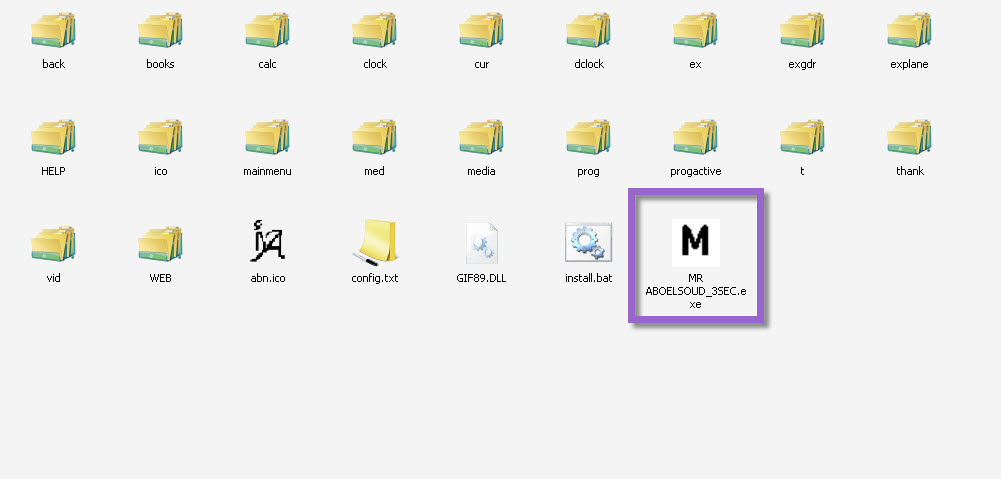 back books calc clock cur dclock ex exgdr explane
HELP ico mainmenu med media prog progactive t thank
vid WEB abn.ico config.txt GIF89.DLL install.bat MR
ABOELSOUD_3SEC.e
xe
M